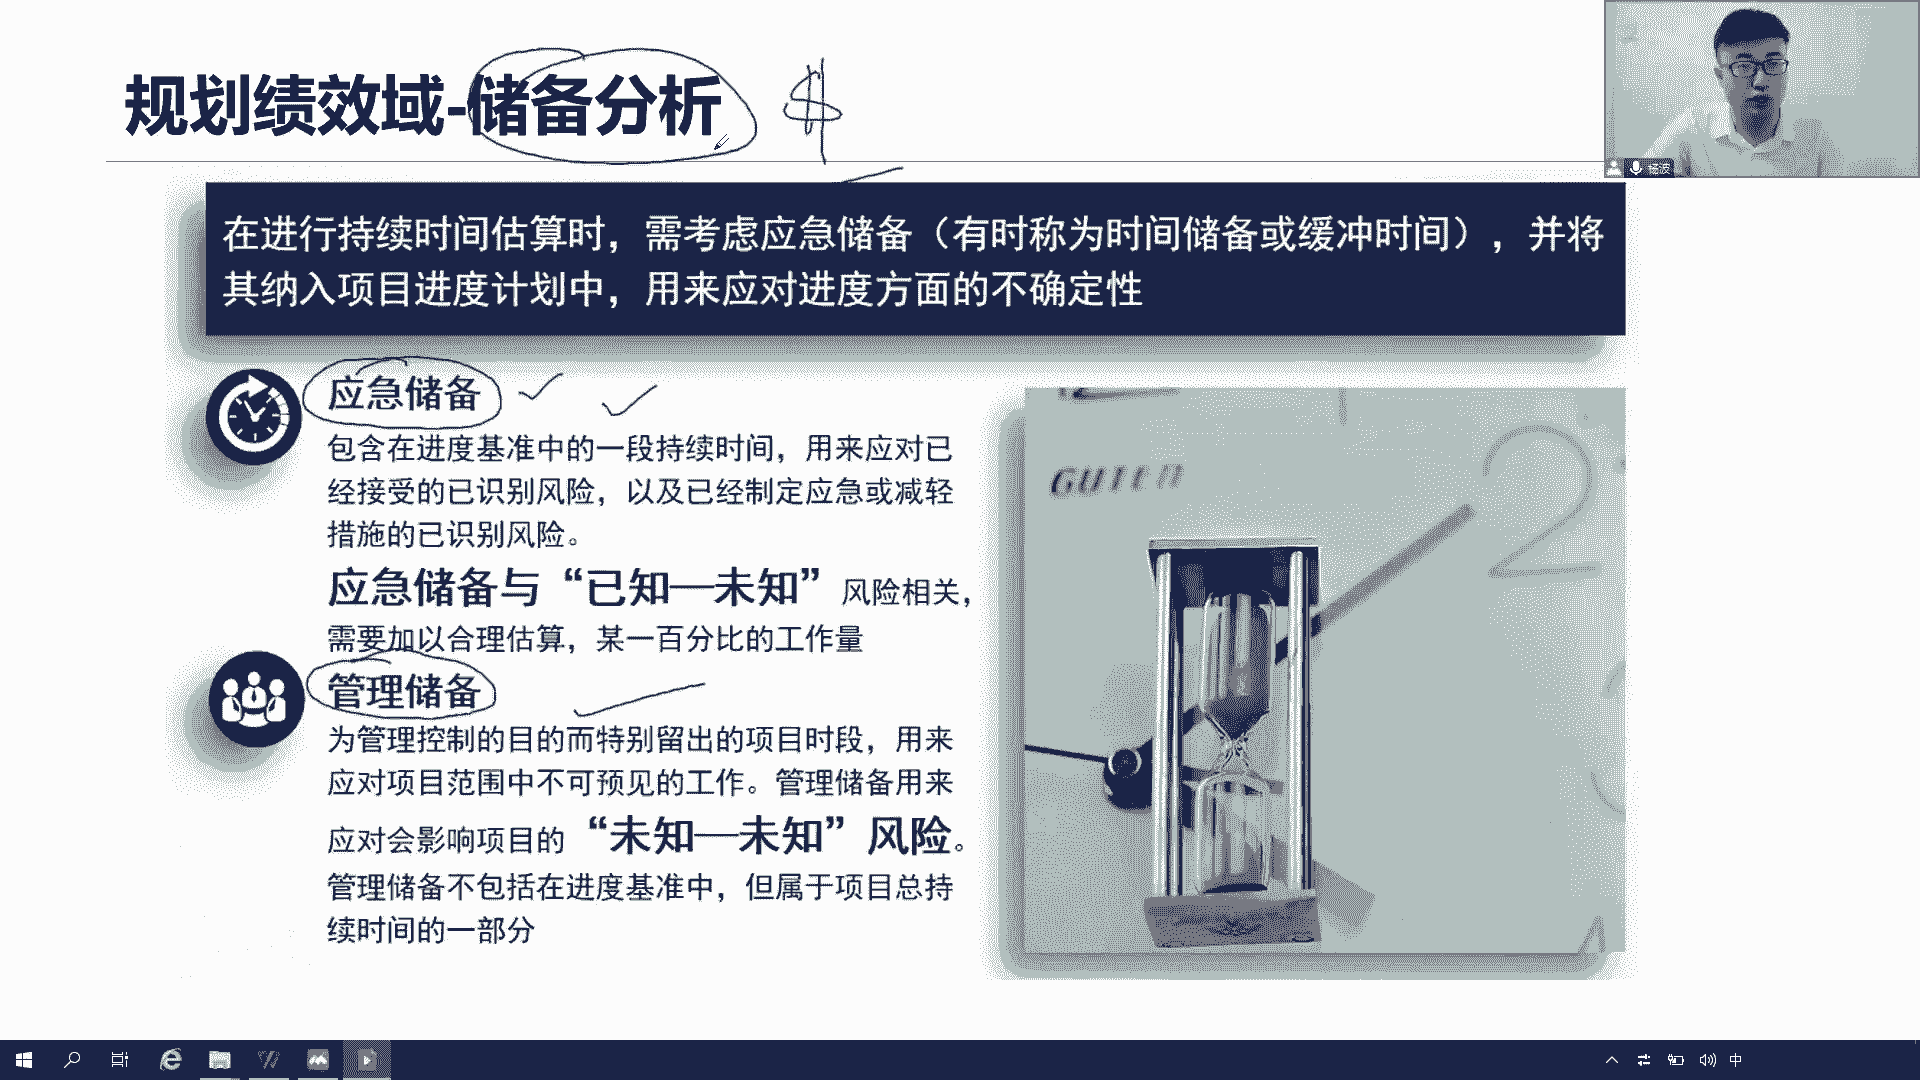 规划绩效域-储备分析 $
杨波
在进行持续时间估算时，需考虑应急储备（有时称为时间储备或缓冲时间），并将
其纳入项目进度计划中，用来应对进度方面的不确定性
应急储备
包含在进度基准中的一段持续时间，用来应对已
经接受的已识别风险，以及已经制定应急或减轻
措施的已识别风险。
应急储备与“已知—未知”风险相关，
需要加以合理估算，某一百分比的工作量
管理储备
为管理控制的目的而特别留出的项目时段，用来
应对项目范围中不可预见的工作。管理储备用来
应对会影响项目的“未知—未知”风险。
管理储备不包括在进度基准中，但属于项目总持
续时间的一部分
GUTEN
2
中